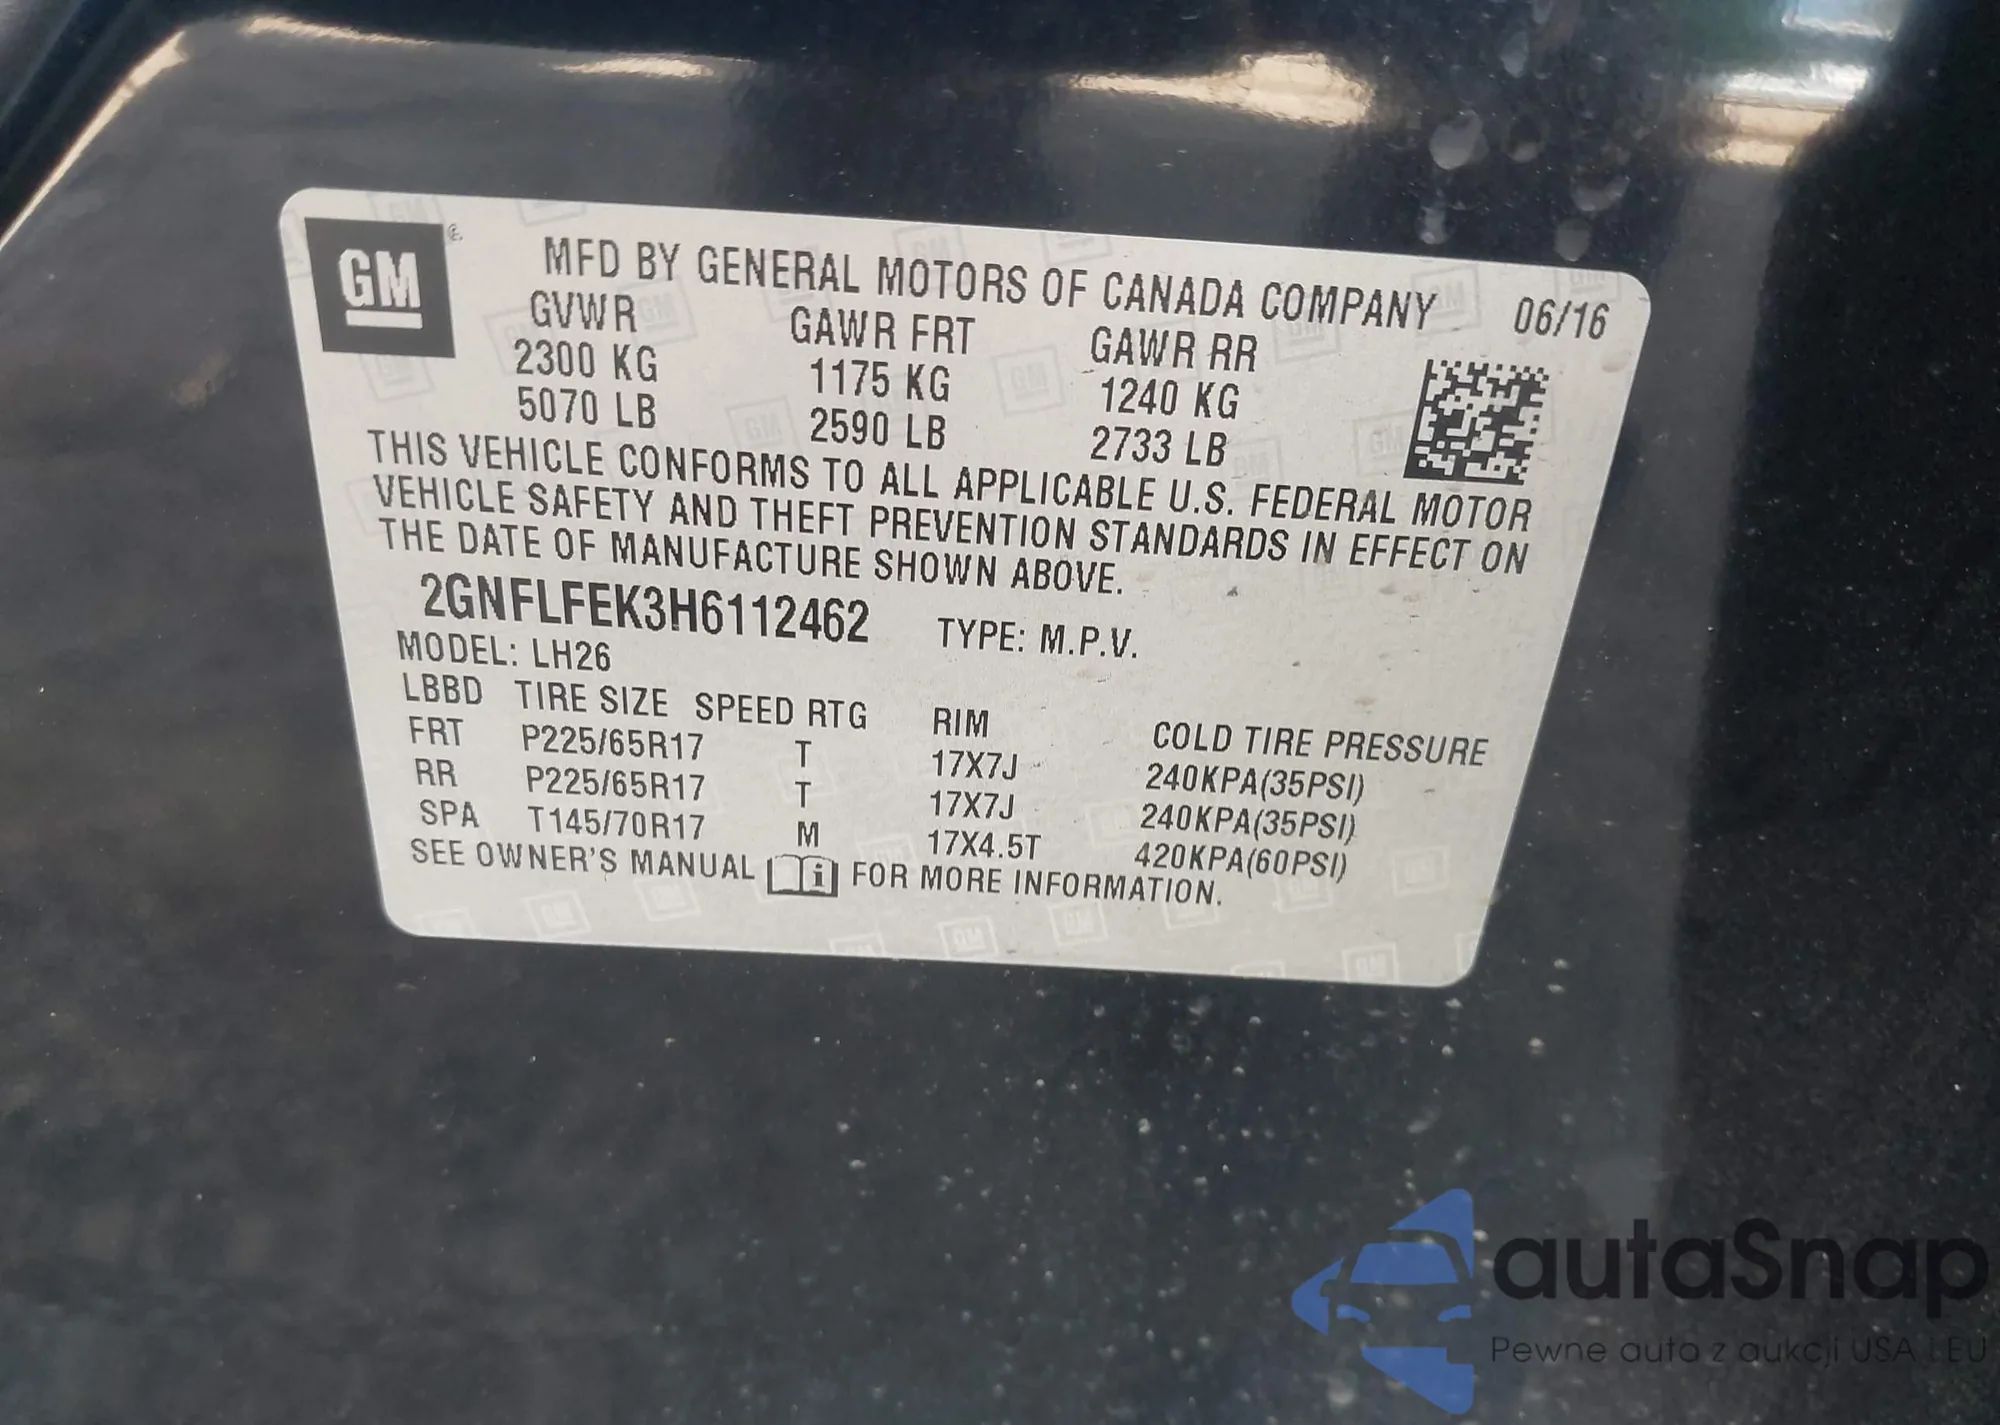 GM
MFD BY GENERAL MOTORS OF CANADA COMPANY 06/16
GVWR GAWR FRT GAWR RR
2300 KG 1175 KG 1240 KG
5070 LB 2590 LB 2733 LB
THIS VEHICLE CONFORMS TO ALL APPLICABLE U.S. FEDERAL MOTOR
VEHICLE SAFETY AND THEFT PREVENTION STANDARDS IN EFFECT ON
THE DATE OF MANUFACTURE SHOWN ABOVE.
2GNFLFEK3H6112462 TYPE: M.P.V.
MODEL: LH26
LBBD TIRE SIZE SPEED RTG RIM COLD TIRE PRESSURE
FRT P225/65R17 T 17X7J 240KPA(35PSI)
RR P225/65R17 T 17X7J 240KPA(35PSI)
SPA T145/70R17 M 17X4.5T 420KPA(60PSI)
SEE OWNER'S MANUAL i FOR MORE INFORMATION.
autaSnap
Pewne auta z aukcji USA i EU